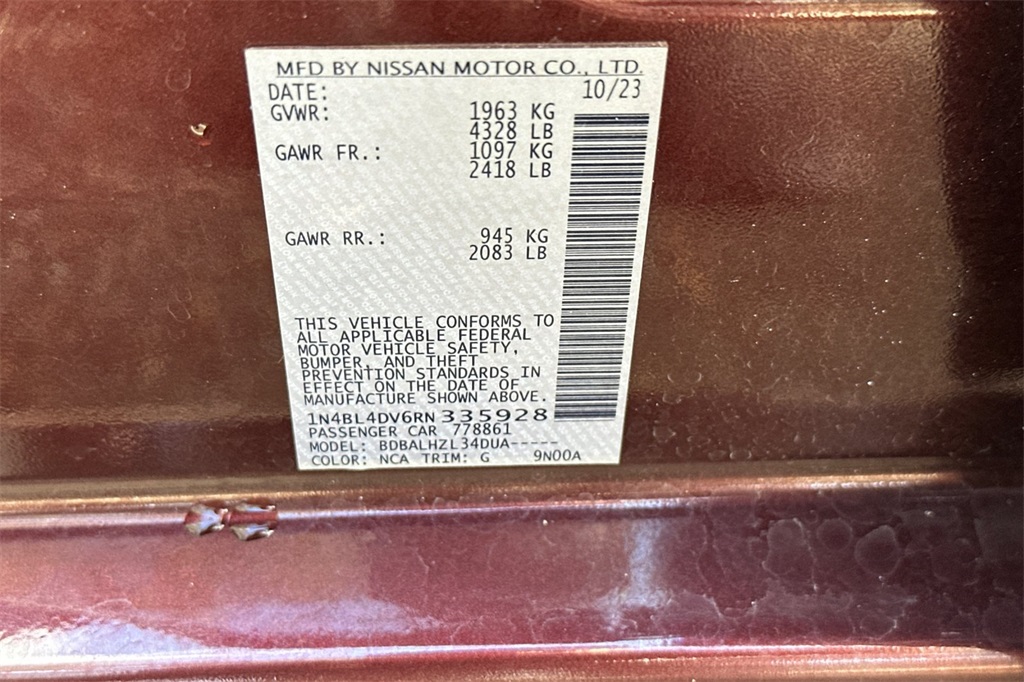 MFD BY NISSAN MOTOR CO., LTD.
DATE: 10/23
GVWR: 1963 KG
4328 LB
GAWR FR.: 1097 KG
2418 LB
GAWR RR.: 945 KG
2083 LB
THIS VEHICLE CONFORMS TO
ALL APPLICABLE FEDERAL
MOTOR VEHICLE SAFETY,
BUMPER, AND THEFT
PREVENTION STANDARDS IN
EFFECT ON THE DATE OF
MANUFACTURE SHOWN ABOVE.
1N4BL4DV6RN335928
PASSENGER CAR 778861
MODEL: BDBALHZL34DUA-----
COLOR: NCA TRIM: G 9N00A